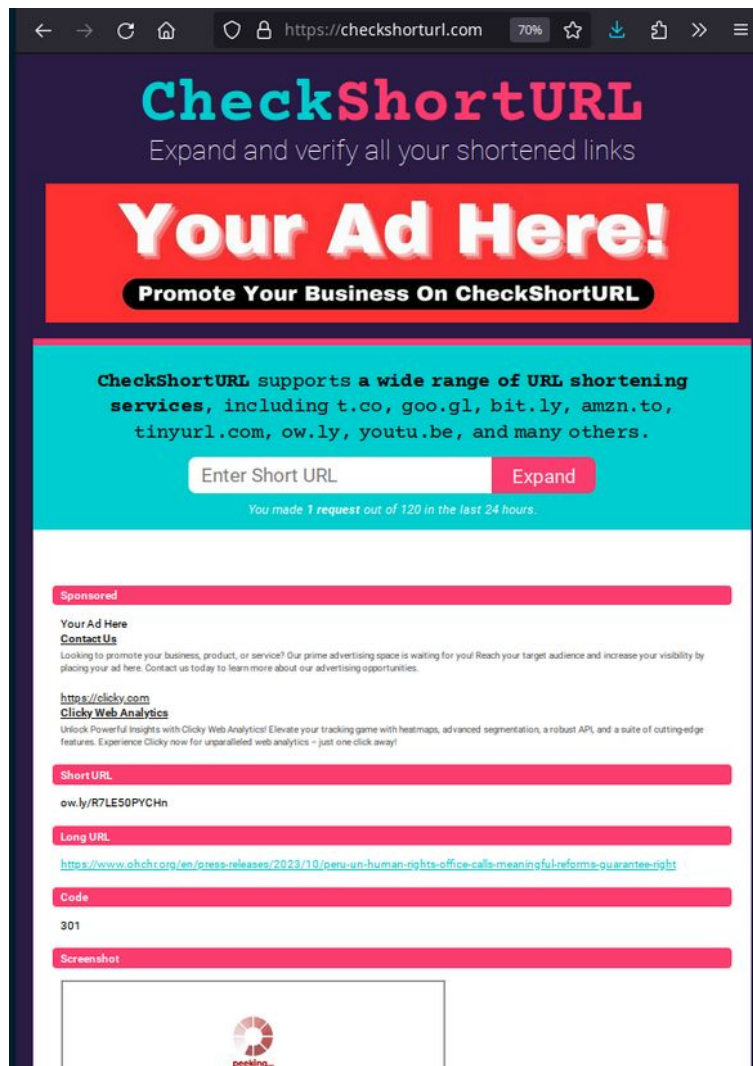 https://checkshorturl.com 70%
CheckShortURL
Expand and verify all your shortened links
Your Ad Here!
Promote Your Business On CheckShortURL
CheckShortURL supports a wide range of URL shortening
services, including t.co, goo.gl, bit.ly, amzn.to,
tinyurl.com, ow.ly, youtu.be, and many others.
Enter Short URL Expand
You made 1 request out of 120 in the last 24 hours.
Sponsored
Your Ad Here
Contact Us
Looking to promote your business, product, or service? Our prime advertising space is waiting for you! Reach your target audience and increase your visibility by
placing your ad here. Contact us today to learn more about our advertising opportunities.
https://clicky.com
Clicky Web Analytics
Unlock Powerful Insights with Clicky Web Analytics! Elevate your tracking game with heatmaps, advanced segmentation, a robust API, and a suite of cutting-edge
features. Experience Clicky now for unparalleled web analytics – just one click away!
Short URL
ow.ly/R7LE50PYCHn
Long URL
https://www.ohchr.org/en/press-releases/2023/10/peru-un-human-rights-office-calls-meaningful-reforms-guarantee-right
Code
301
Screenshot
peeking...